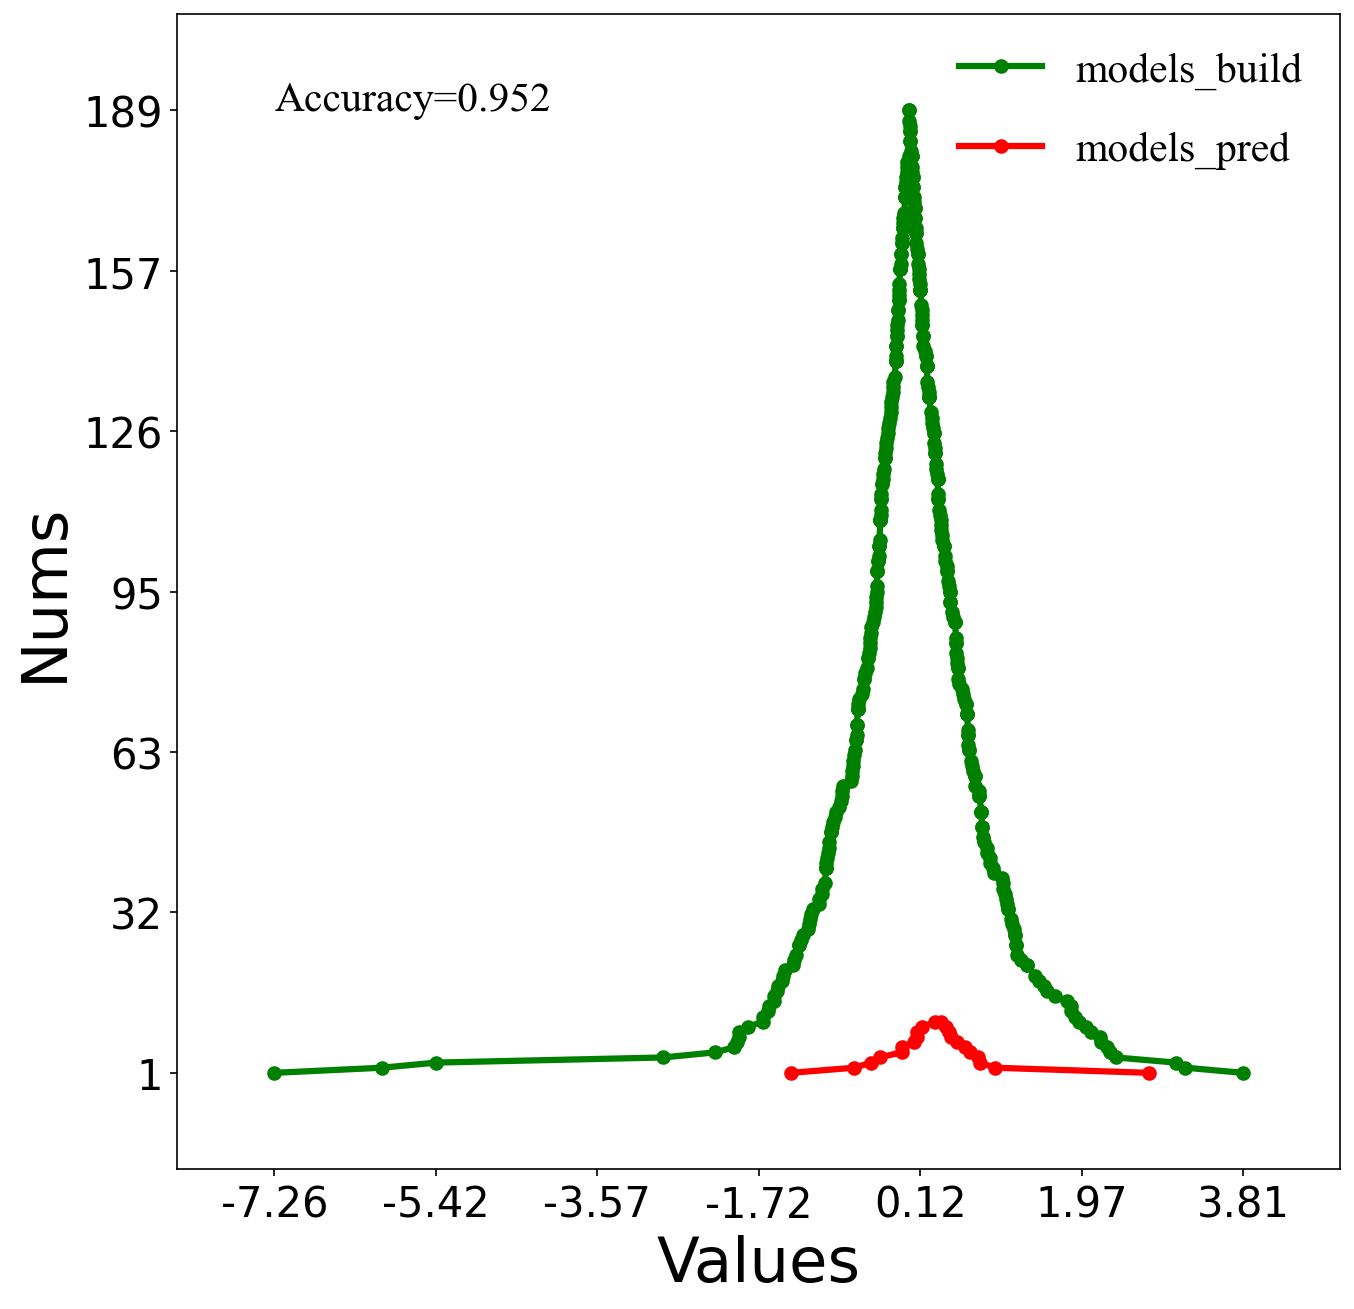 Accuracy=0.952
models_build
models_pred
Nums
189
157
126
95
63
32
1
-7.26 -5.42 -3.57 -1.72 0.12 1.97 3.81
Values